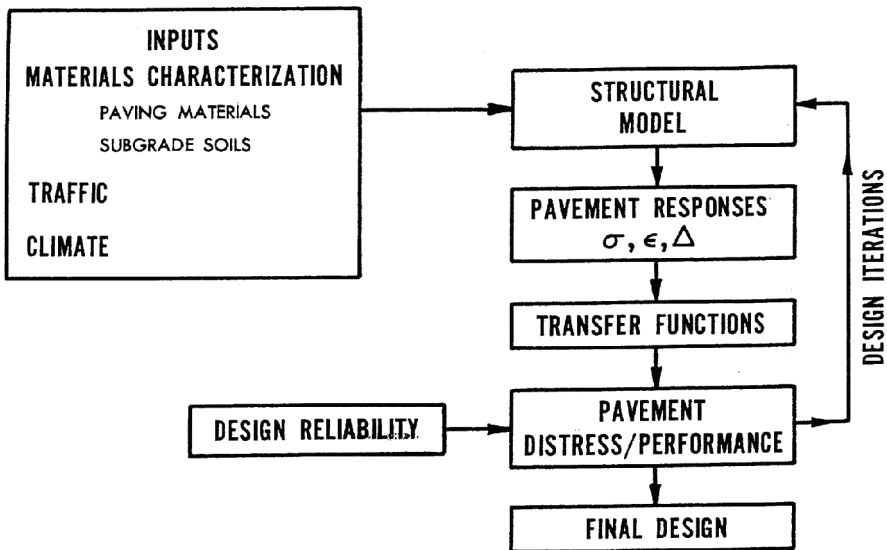 INPUTS
MATERIALS CHARACTERIZATION
PAVING MATERIALS
SUBGRADE SOILS
TRAFFIC
CLIMATE
STRUCTURAL
MODEL
PAVEMENT RESPONSES
σ, ε, Δ
TRANSFER FUNCTIONS
DESIGN RELIABILITY
PAVEMENT
DISTRESS/PERFORMANCE
FINAL DESIGN
DESIGN ITERATIONS